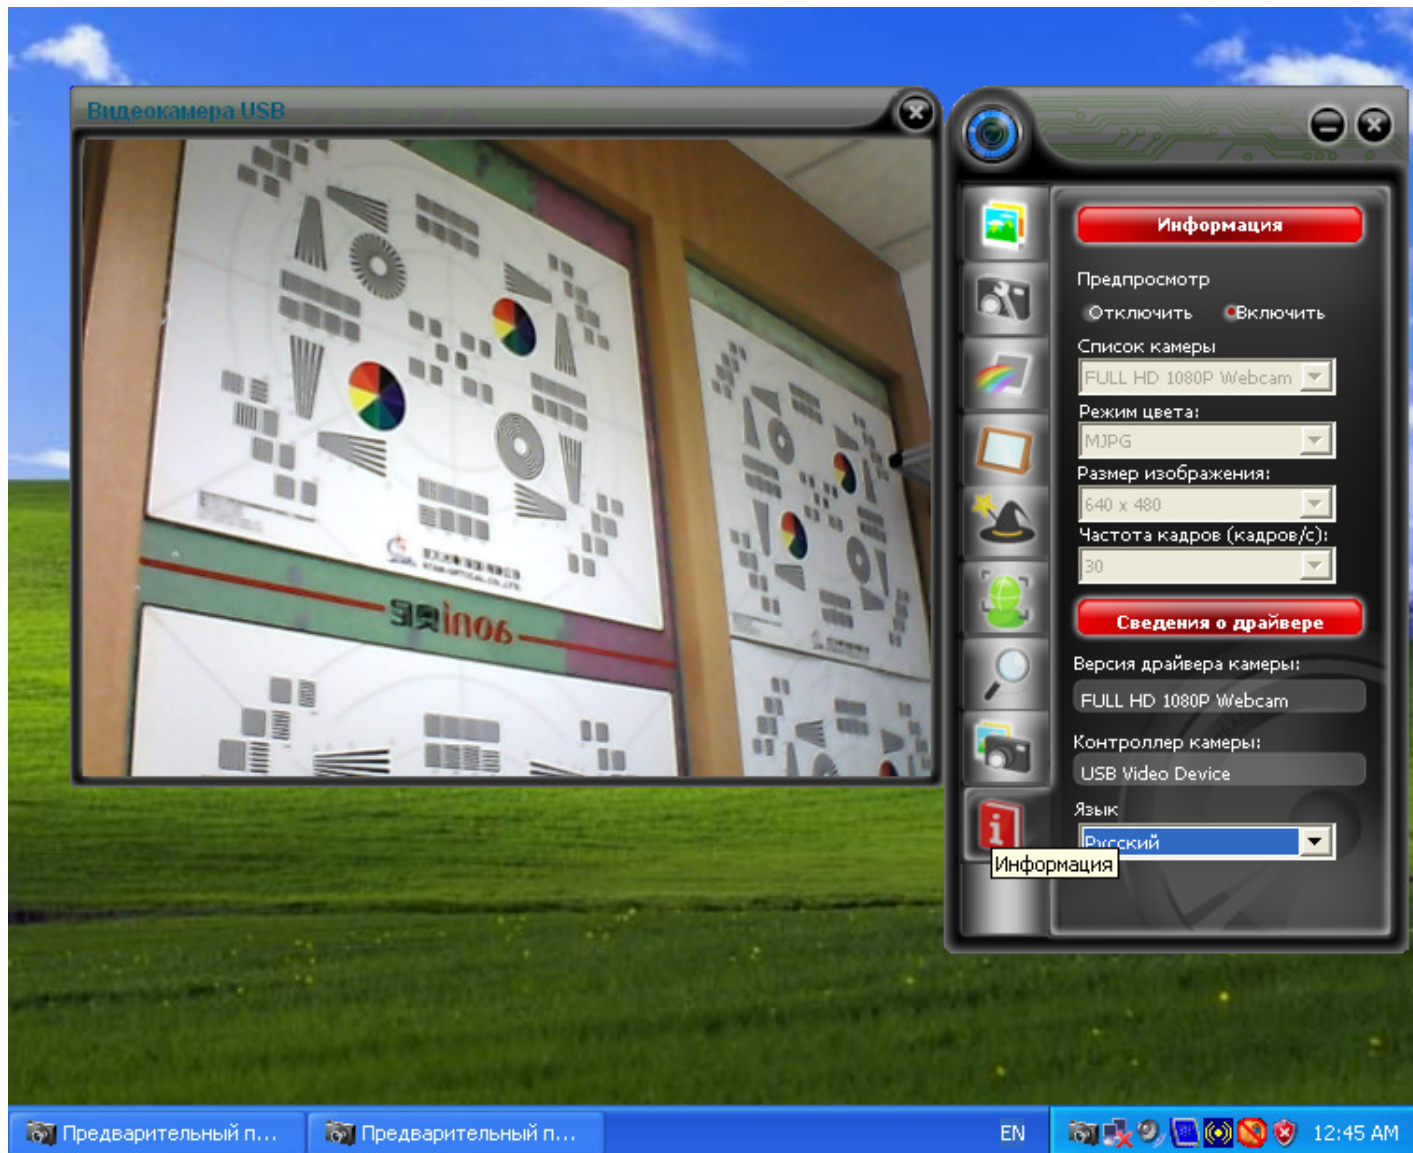 Видеокамера USB
Информация
Предпросмотр
Отключить
Включить
Список камеры
FULL HD 1080P Webcam
Режим цвета:
MJPG
Размер изображения:
640 x 480
Частота кадров (кадров/с):
30
Сведения о драйвере
Версия драйвера камеры:
FULL HD 1080P Webcam
Контроллер камеры:
USB Video Device
Язык
Русский
Информация
Предварительный п...
Предварительный п...
EN
12:45 AM